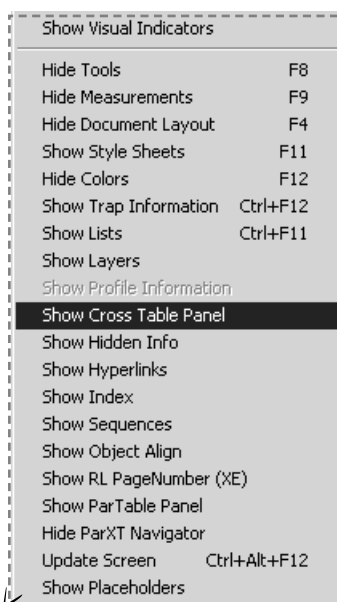 Show Visual Indicators
Hide Tools F8
Hide Measurements F9
Hide Document Layout F4
Show Style Sheets F11
Hide Colors F12
Show Trap Information Ctrl+F12
Show Lists Ctrl+F11
Show Layers
Show Profile Information
Show Cross Table Panel
Show Hidden Info
Show Hyperlinks
Show Index
Show Sequences
Show Object Align
Show RL PageNumber (XE)
Show ParTable Panel
Hide ParXT Navigator
Update Screen Ctrl+Alt+F12
Show Placeholders